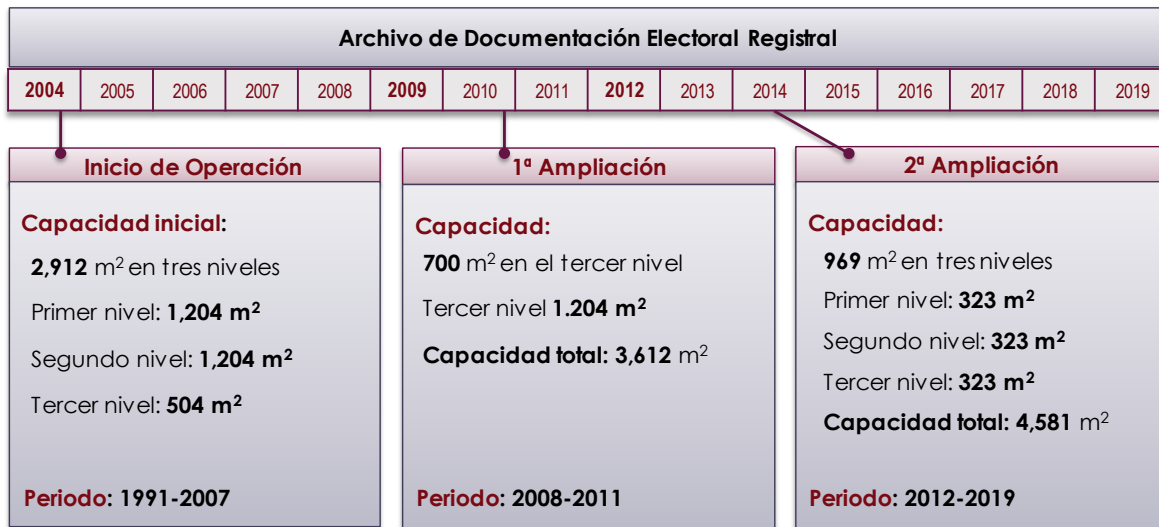 Archivo de Documentación Electoral Registral
2004 2005 2006 2007 2008 2009 2010 2011 2012 2013 2014 2015 2016 2017 2018 2019
Inicio de Operación
Capacidad inicial:
2,912 m² en tres niveles
Primer nivel: 1,204 m²
Segundo nivel: 1,204 m²
Tercer nivel: 504 m²
Periodo: 1991-2007
1ª Ampliación
Capacidad:
700 m² en el tercer nivel
Tercer nivel 1.204 m²
Capacidad total: 3,612 m²
Periodo: 2008-2011
2ª Ampliación
Capacidad:
969 m² en tres niveles
Primer nivel: 323 m²
Segundo nivel: 323 m²
Tercer nivel: 323 m²
Capacidad total: 4,581 m²
Periodo: 2012-2019